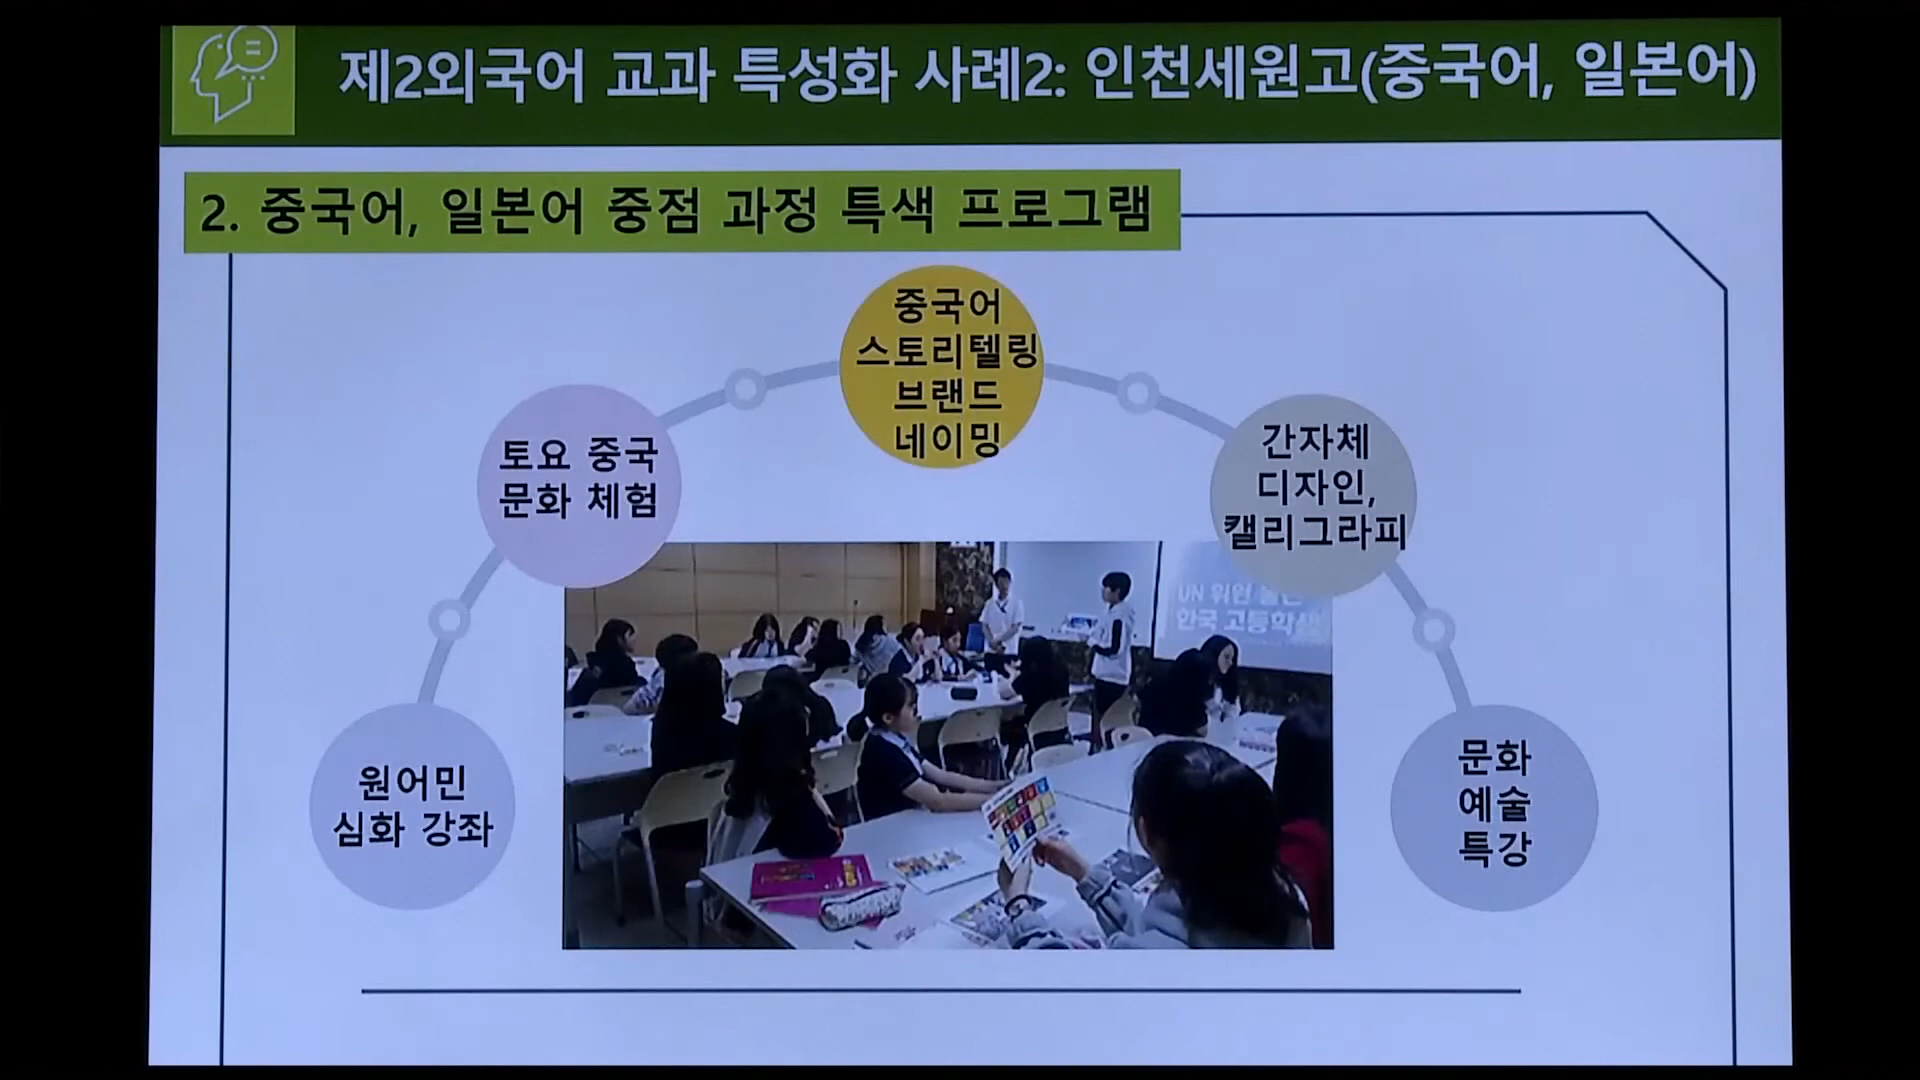 제2외국어 교과 특성화 사례2: 인천세원고(중국어, 일본어)
2. 중국어, 일본어 중점 과정 특색 프로그램
중국어
스토리텔링
브랜드
네이밍
토요 중국
문화 체험
간자체
디자인,
캘리그라피
원어민
심화 강좌
문화
예술
특강
UN 위원
한국 고등학생